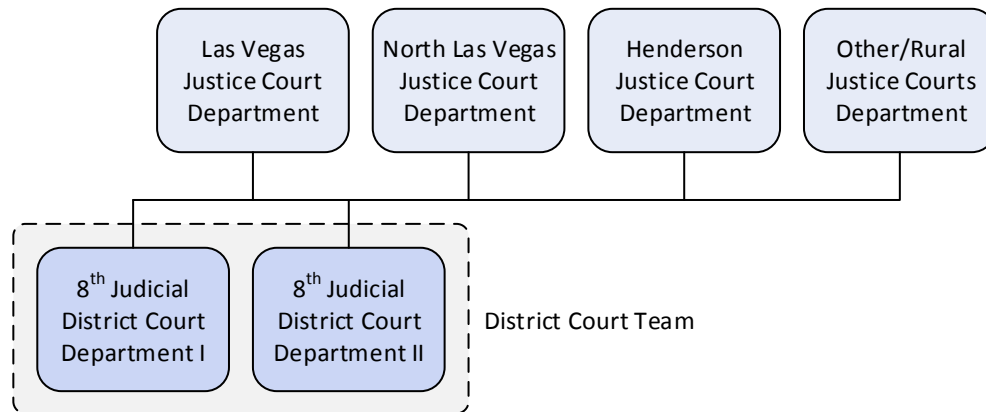 Las Vegas
Justice Court
Department
North Las Vegas
Justice Court
Department
Henderson
Justice Court
Department
Other/Rural
Justice Courts
Department
8th Judicial
District Court
Department I
8th Judicial
District Court
Department II
District Court Team